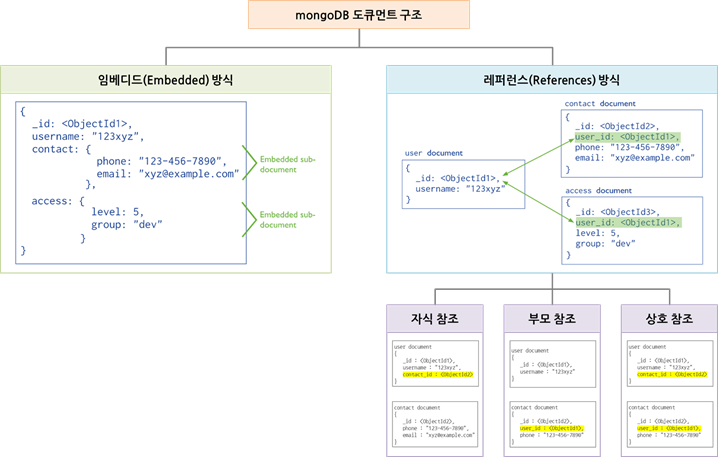 mongoDB 도큐먼트 구조
임베디드(Embedded) 방식
{
_id: <ObjectId1>,
username: "123xyz",
contact: {
phone: "123-456-7890",
email: "xyz@example.com"
},
access: {
level: 5,
group: "dev"
}
}
Embedded sub-
document
Embedded sub-
document
레퍼런스(References) 방식
user document
{
_id: <ObjectId1>,
username: "123xyz"
}
contact document
{
_id: <ObjectId2>,
user_id: <ObjectId1>,
phone: "123-456-7890",
email: "xyz@example.com"
}
access document
{
_id: <ObjectId3>,
user_id: <ObjectId1>,
level: 5,
group: "dev"
}
자식 참조
user document
{
_id : <ObjectId1>,
username : "123xyz",
contact_id : <ObjectId2>
}
contact document
{
_id : <ObjectId2>,
phone : "123-456-7890",
email : "xyz@example.com"
}
부모 참조
user document
{
_id : <ObjectId1>,
username : "123xyz"
}
contact document
{
_id : <ObjectId2>,
user_id : <ObjectId1>,
phone : "123-456-7890"
}
상호 참조
user document
{
_id : <ObjectId1>,
username : "123xyz",
contact_id : <ObjectId2>
}
contact document
{
_id : <ObjectId2>,
user_id : <ObjectId1>,
phone : "123-456-7890"
}